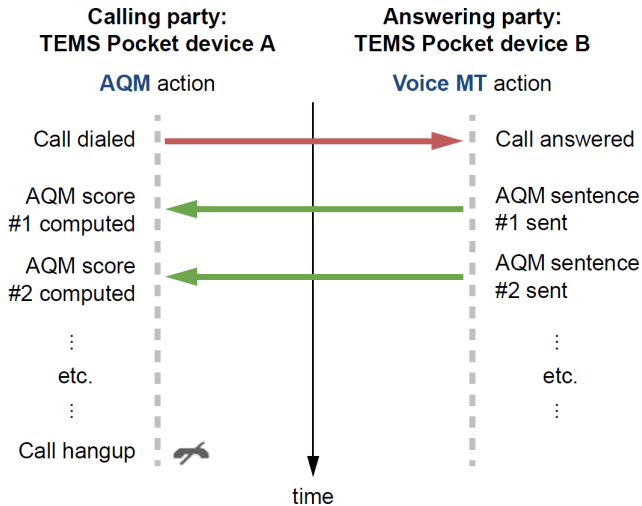 Calling party:
TEMS Pocket device A
Answering party:
TEMS Pocket device B
AQM action
Voice MT action
Call dialed
Call answered
AQM score
#1 computed
AQM sentence
#1 sent
AQM score
#2 computed
AQM sentence
#2 sent
⋮
⋮
etc.
etc.
⋮
⋮
Call hangup
time